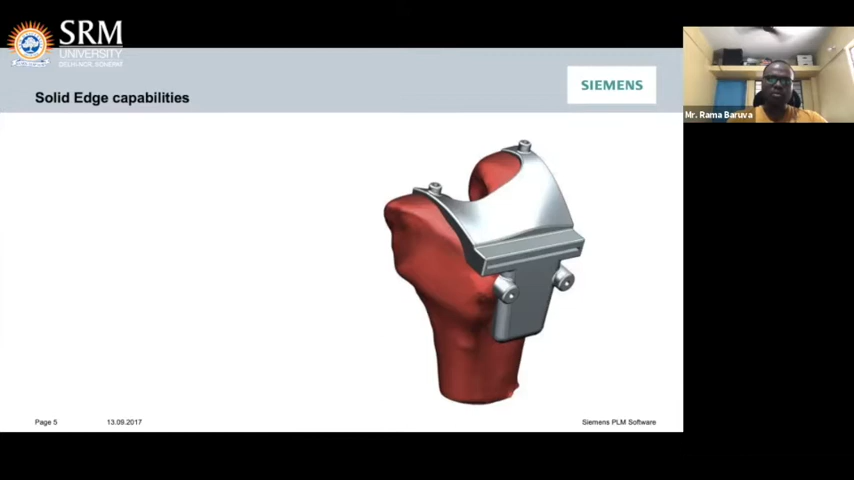 SRM
UNIVERSITY
DELHI-NCR, SONEPAT
Solid Edge capabilities
SIEMENS
Mr. Rama Baruva
Page 5
13.09.2017
Siemens PLM Software